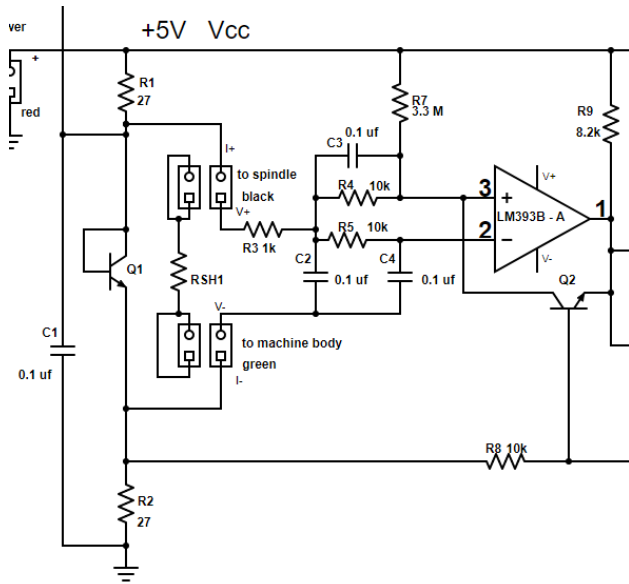 wer
+5V Vcc
+
red
R1
27
I+
C3
0.1 uf
R7
3.3 M
R9
8.2k
to spindle
black
V+
R3 1k
R4 10k
R5 10k
3
+
2
−
LM393B - A
1
V+
V-
Q1
RSH1
C2
0.1 uf
C4
0.1 uf
Q2
C1
0.1 uf
V-
to machine body
green
I-
R8 10k
R2
27